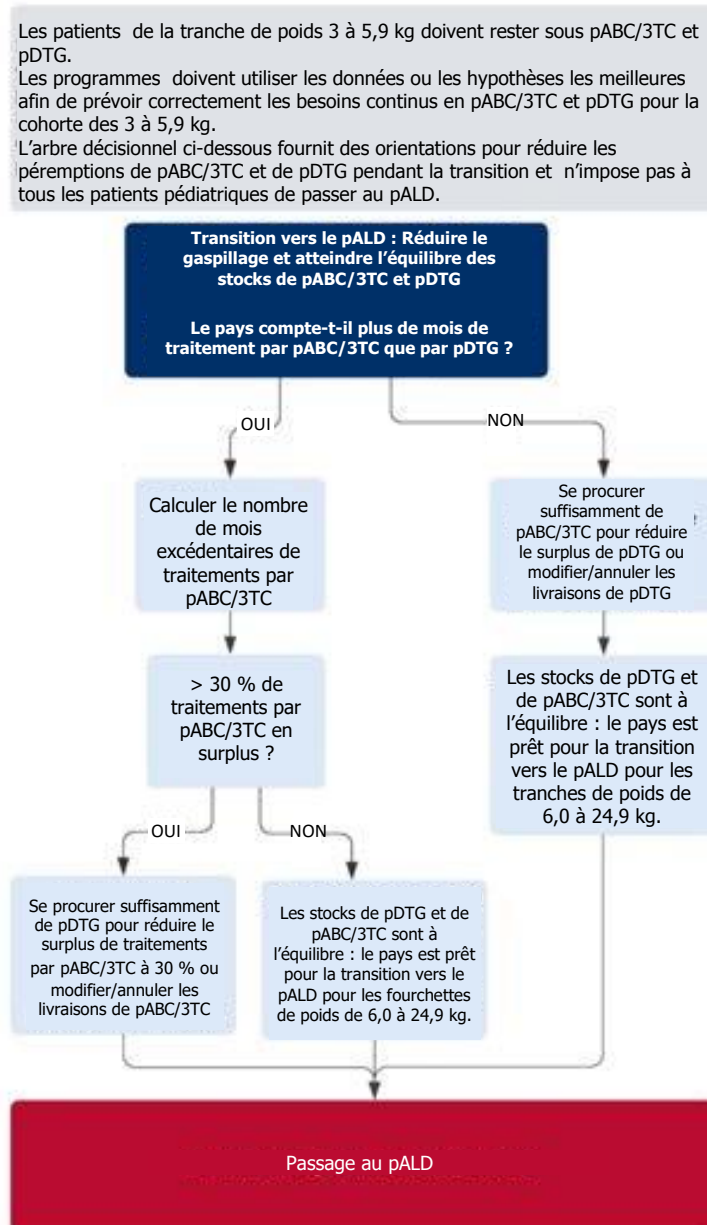 Les patients de la tranche de poids 3 à 5,9 kg doivent rester sous pABC/3TC et
pDTG.
Les programmes doivent utiliser les données ou les hypothèses les meilleures
afin de prévoir correctement les besoins continus en pABC/3TC et pDTG pour la
cohorte des 3 à 5,9 kg.
L'arbre décisionnel ci-dessous fournit des orientations pour réduire les
péremptions de pABC/3TC et de pDTG pendant la transition et n'impose pas à
tous les patients pédiatriques de passer au pALD.
Transition vers le pALD : Réduire le
gaspillage et atteindre l'équilibre des
stocks de pABC/3TC et pDTG
Le pays compte-t-il plus de mois de
traitement par pABC/3TC que par pDTG ?
OUI
NON
Calculer le nombre
de mois
excédentaires de
traitements par
pABC/3TC
Se procurer
suffisamment de
pABC/3TC pour réduire
le surplus de pDTG ou
modifier/annuler les
livraisons de pDTG
> 30 % de
traitements par
pABC/3TC en
surplus ?
Les stocks de pDTG et
de pABC/3TC sont à
l'équilibre : le pays est
prêt pour la transition
vers le pALD pour les
tranches de poids de
6,0 à 24,9 kg.
OUI
NON
Se procurer suffisamment
de pDTG pour réduire le
surplus de traitements
par pABC/3TC à 30 % ou
modifier/annuler les
livraisons de pABC/3TC
Les stocks de pDTG et de
pABC/3TC sont à
l'équilibre : le pays est prêt
pour la transition vers le
pALD pour les fourchettes
de poids de 6,0 à 24,9 kg.
Passage au pALD